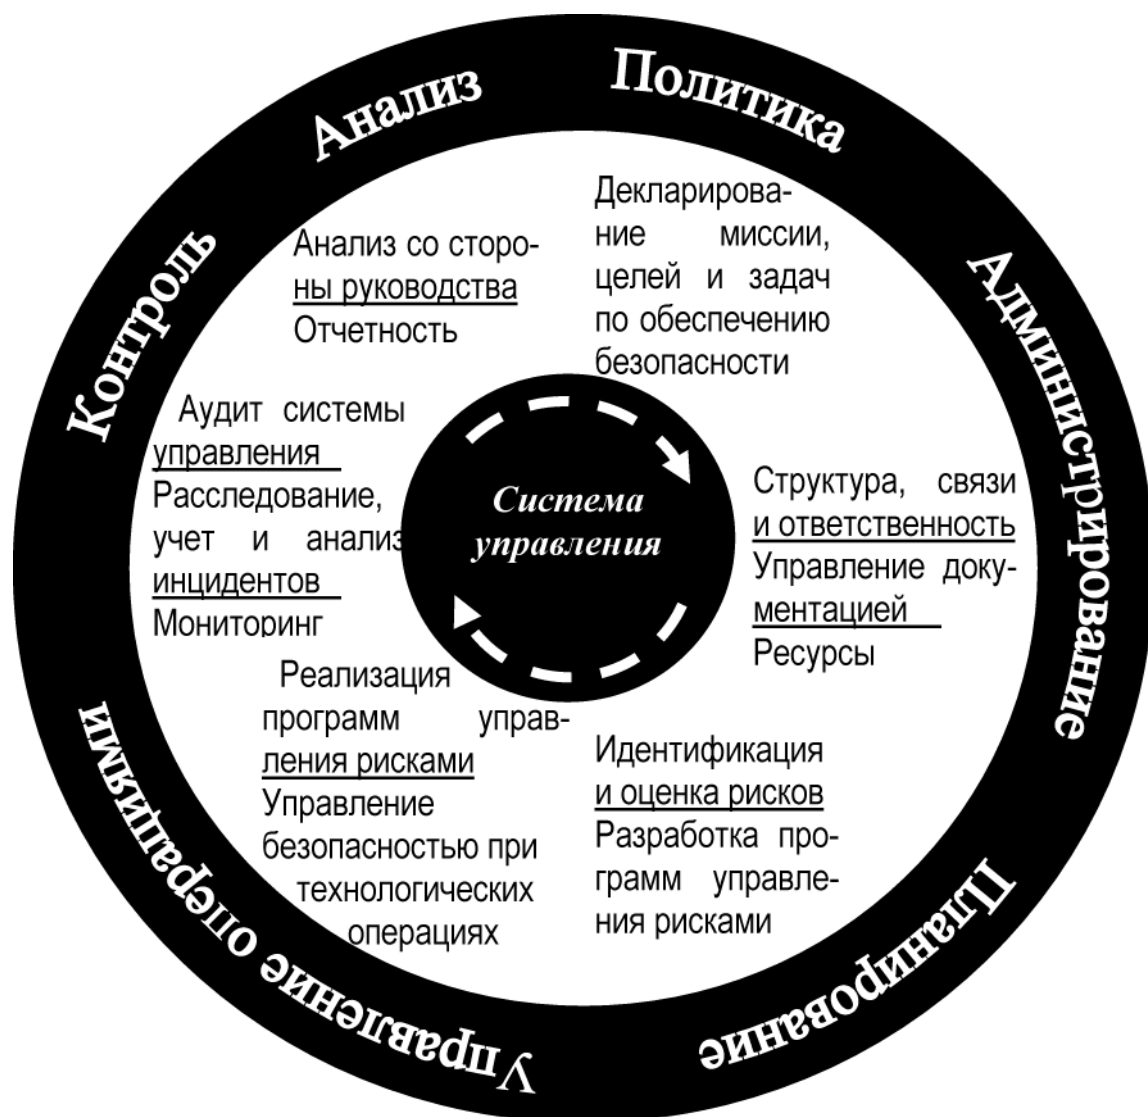 Политика
Администрирование
Планирование
Управление операциями
Контроль
Анализ
Декларирова-
ние миссии,
целей и задач
по обеспечению
безопасности
Структура, связи
и ответственность
Управление доку-
ментацией
Ресурсы
Идентификация
и оценка рисков
Разработка про-
грамм управле-
ния рисками
Реализация
программ управ-
ления рисками
Управление
безопасностью при
технологических
операциях
Аудит системы
управления
Расследование,
учет и анализ
инцидентов
Мониторинг
Анализ со сторо-
ны руководства
Отчетность
Система
управления